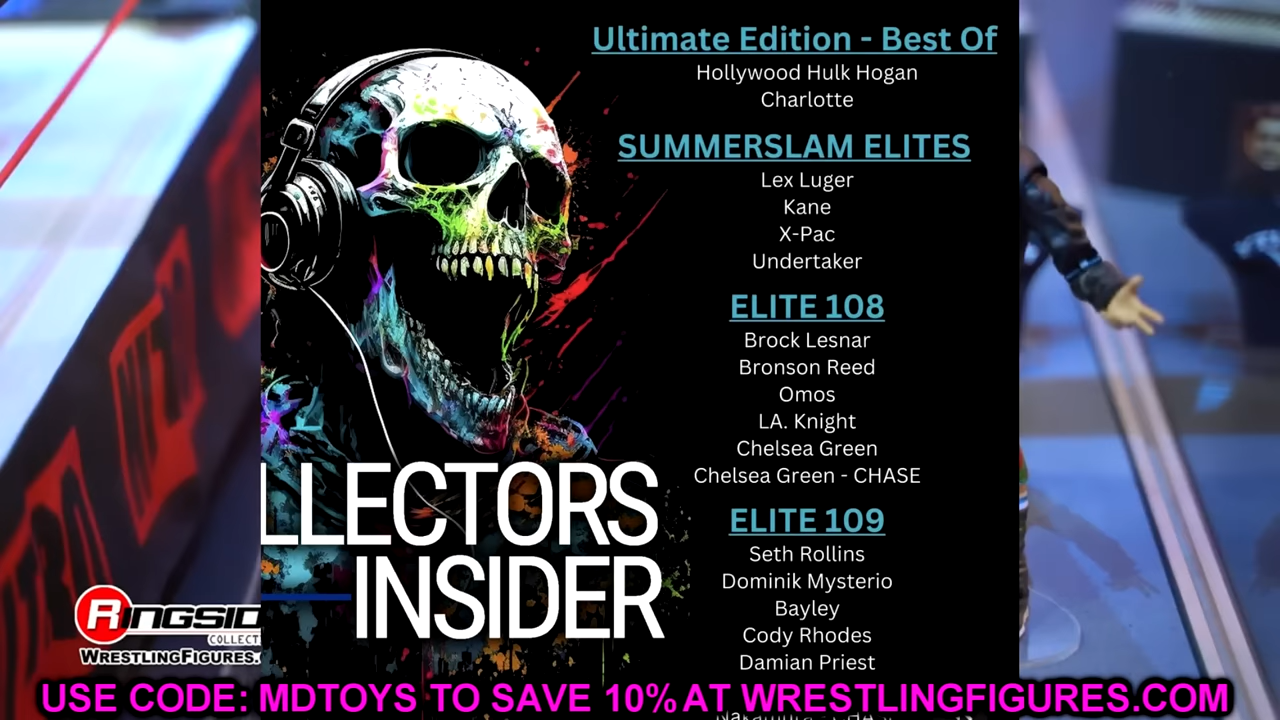 Ultimate Edition - Best Of
Hollywood Hulk Hogan
Charlotte
SUMMERSLAM ELITES
Lex Luger
Kane
X-Pac
Undertaker
ELITE 108
Brock Lesnar
Bronson Reed
Omos
LA. Knight
Chelsea Green
Chelsea Green - CHASE
ELITE 109
Seth Rollins
Dominik Mysterio
Bayley
Cody Rhodes
Damian Priest
LLECTORS
INSIDER
RINGSID
COLLECT
WRESTLINGFIGURES.
USE CODE: MDTOYS TO SAVE 10% AT WRESTLINGFIGURES.COM